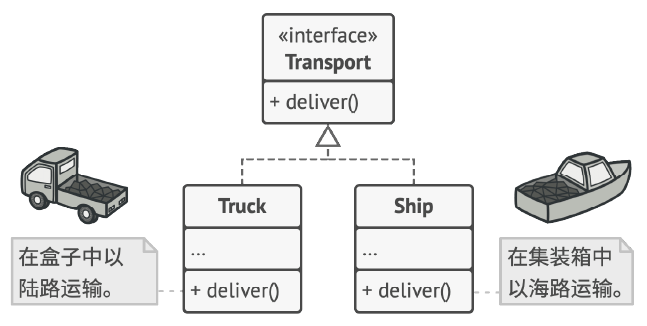 «interface»
Transport
+ deliver()
Truck
...
+ deliver()
Ship
...
+ deliver()
在盒子中以
陆路运输。
在集装箱中
以海路运输。